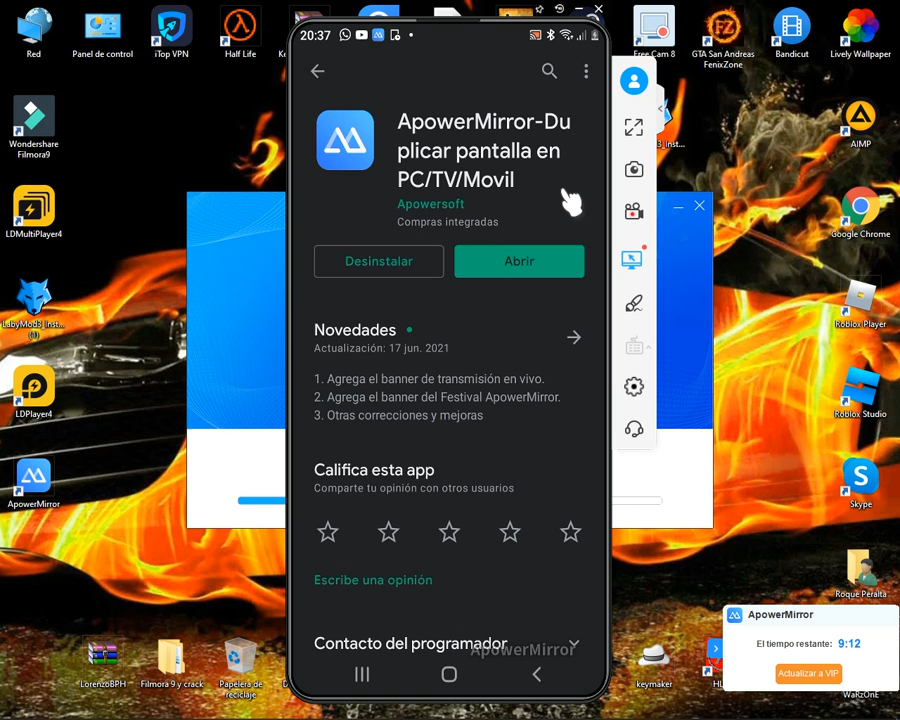 Red
Panel de control
iTop VPN
Half Life
Free Cam 8
GTA San Andreas
FenixZone
Bandicut
Lively Wallpaper
20:37
ApowerMirror-Du
plicar pantalla en
PC/TV/Movil
Apowersoft
Compras integradas
Desinstalar
Abrir
Novedades
Actualización: 17 jun. 2021
1. Agrega el banner de transmisión en vivo.
2. Agrega el banner del Festival ApowerMirror.
3. Otras correcciones y mejoras
Califica esta app
Comparte tu opinión con otros usuarios
Escribe una opinión
Contacto del programador
ApowerMirror
Wondershare
Filmora9
LDMultiPlayer4
LabyMod3_Inst...
(1)
LDPlayer4
ApowerMirror
3_Inst...
AIMP
Google Chrome
Roblox Player
Roblox Studio
Skype
Roque Peralta
LorenzoBPH
Filmora 9 y crack
Papelera de
reciclaje
keymaker
ApowerMirror
El tiempo restante: 9:12
Actualizar a VIP
WaRzOnE